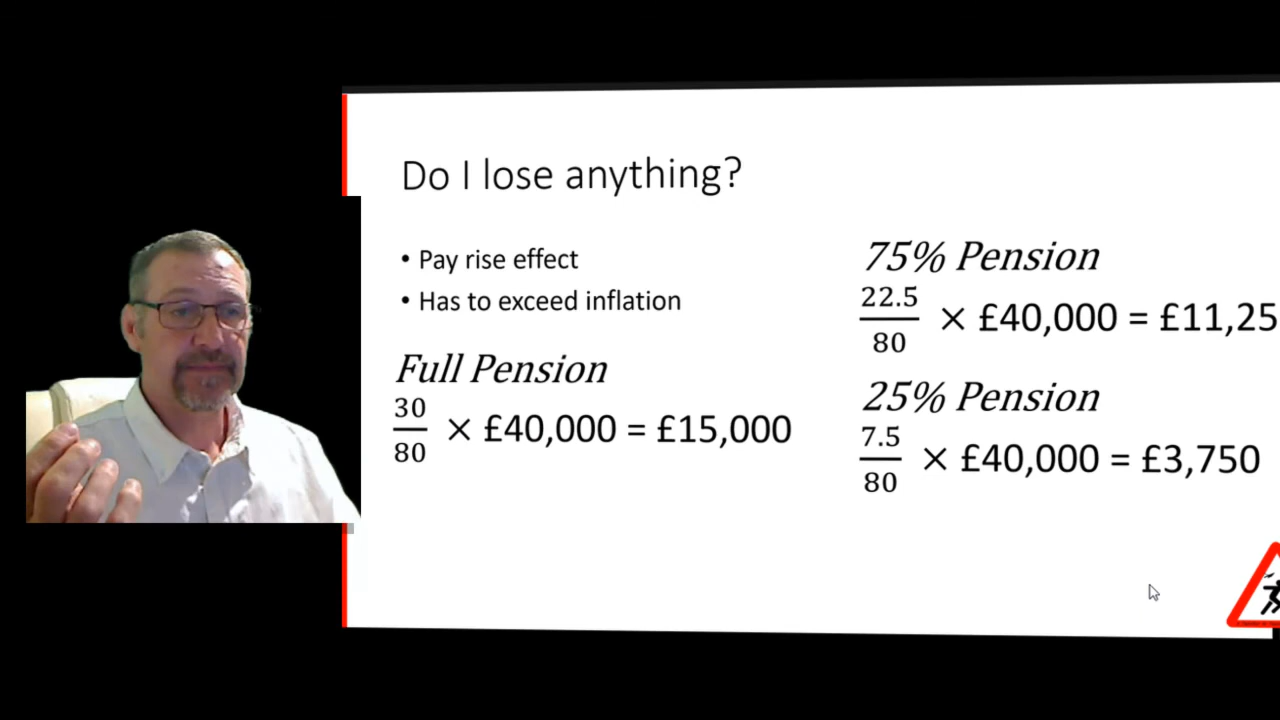 Do I lose anything?
• Pay rise effect
• Has to exceed inflation
Full Pension
30
80
× £40,000 = £15,000
75% Pension
22.5
80
× £40,000 = £11,25
25% Pension
7.5
80
× £40,000 = £3,750